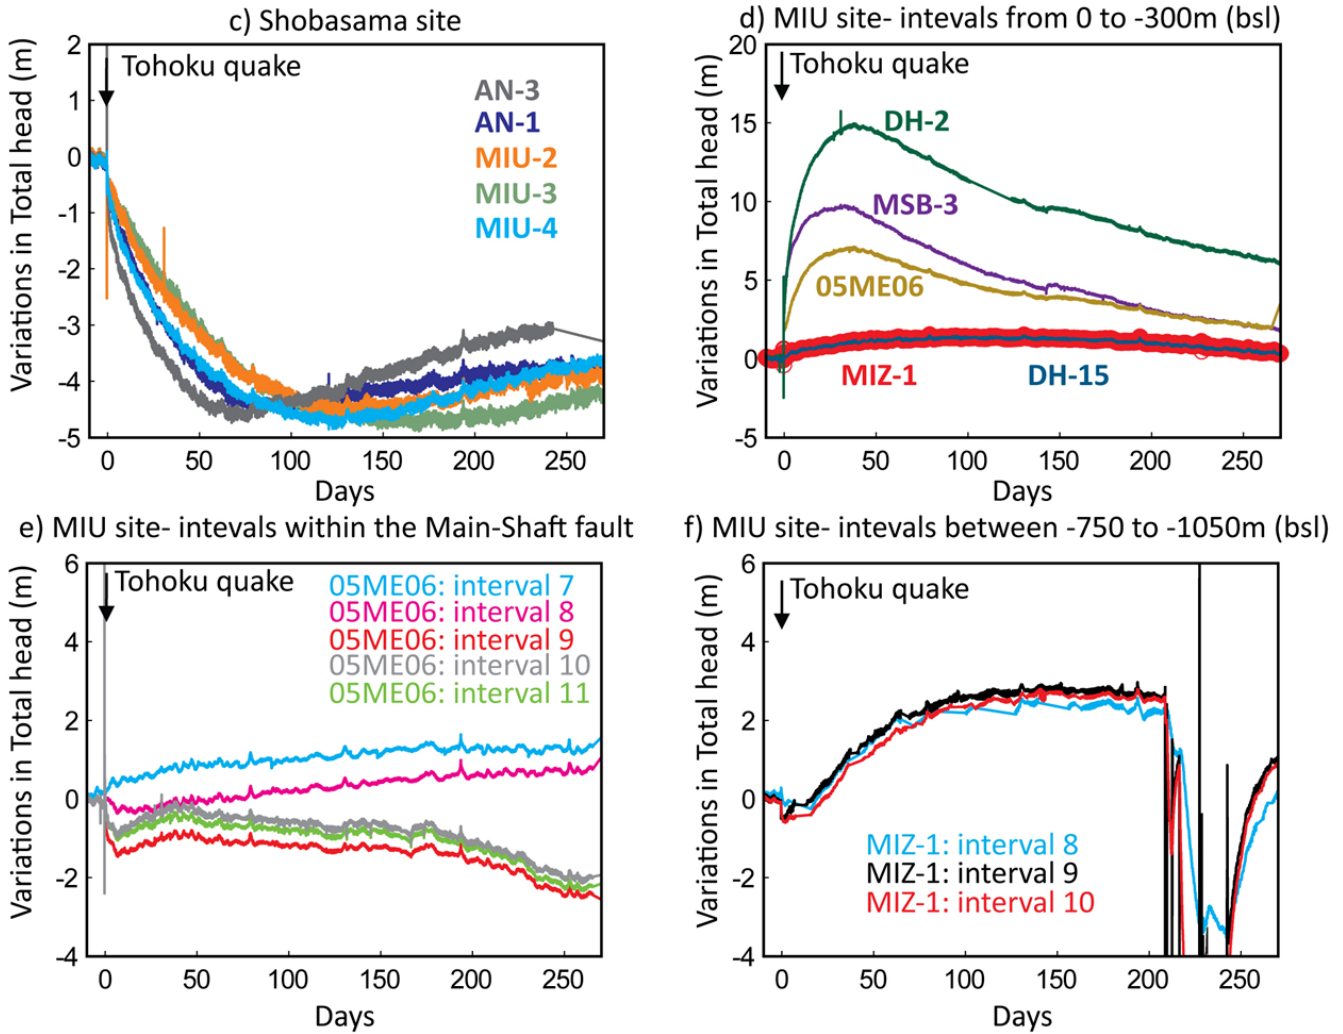 c) Shobasama site
Variations in Total head (m)
2
1
0
-1
-2
-3
-4
-5
Tohoku quake
AN-3
AN-1
MIU-2
MIU-3
MIU-4
0
50
100
150
200
250
Days
d) MIU site- intevals from 0 to -300m (bsl)
Variations in Total head (m)
20
15
10
5
0
-5
Tohoku quake
DH-2
MSB-3
05ME06
MIZ-1
DH-15
0
50
100
150
200
250
Days
e) MIU site- intevals within the Main-Shaft fault
Variations in Total head (m)
6
4
2
0
-2
-4
Tohoku quake
05ME06: interval 7
05ME06: interval 8
05ME06: interval 9
05ME06: interval 10
05ME06: interval 11
0
50
100
150
200
250
Days
f) MIU site- intevals between -750 to -1050m (bsl)
Variations in Total head (m)
6
4
2
0
-2
-4
Tohoku quake
MIZ-1: interval 8
MIZ-1: interval 9
MIZ-1: interval 10
0
50
100
150
200
250
Days